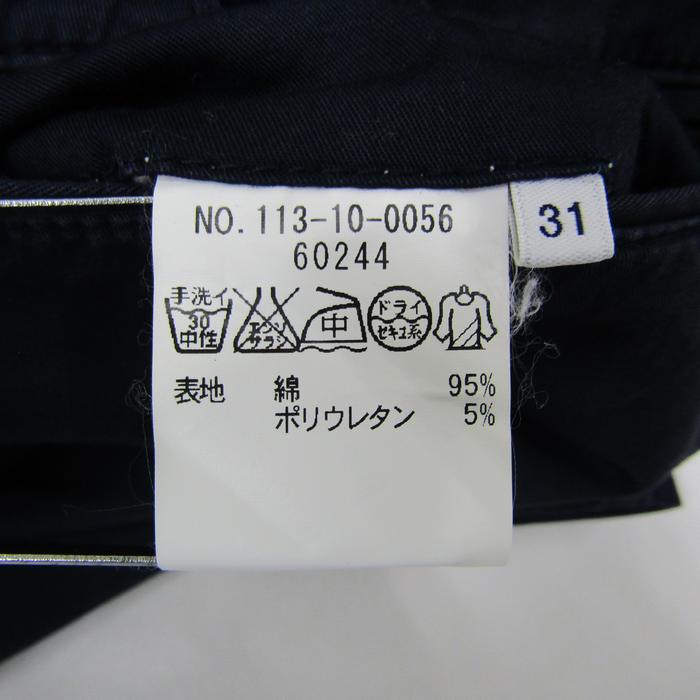 NO.113-10-0056
60244
31
手洗イ
30
中性
エンソ
サラシ
中
ドライ
セキユ系
表地 綿 95%
ポリウレタン 5%